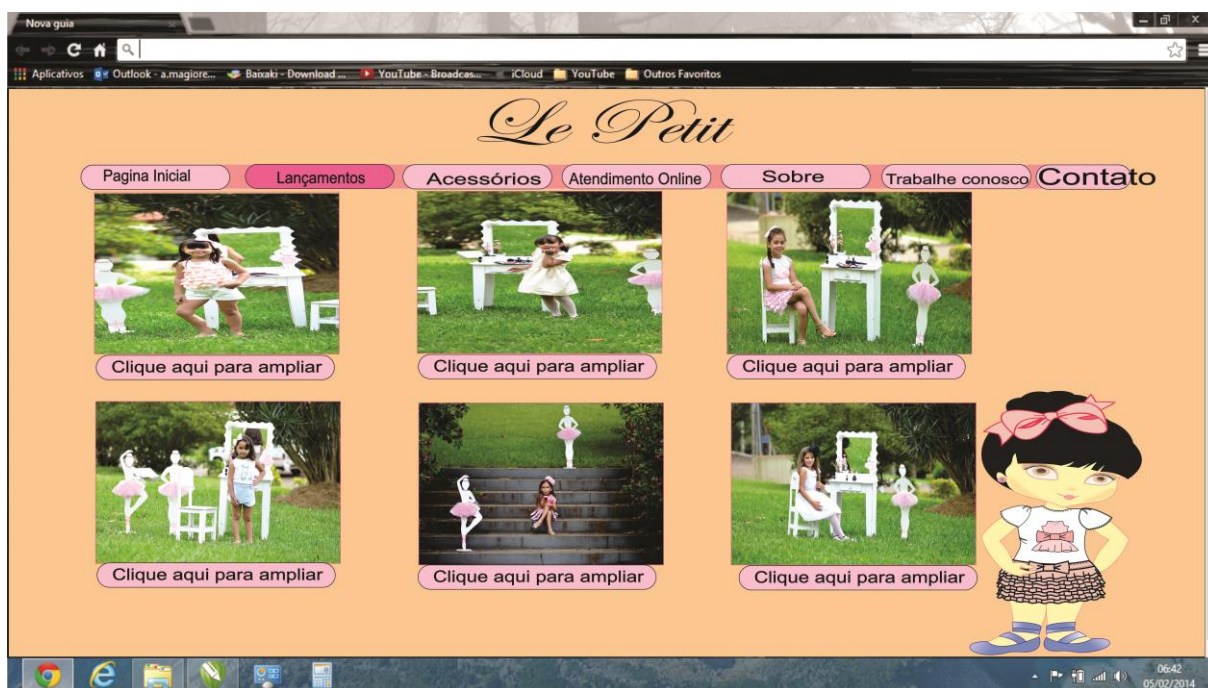 Nova guia
Aplicativos Outlook - a.magiore... Baixaki - Download ... YouTube - Broadcas... iCloud YouTube Outros Favoritos
Le Petit
Pagina Inicial Lançamentos Acessórios Atendimento Online Sobre Trabalhe conosco Contato
Clique aqui para ampliar Clique aqui para ampliar Clique aqui para ampliar
Clique aqui para ampliar Clique aqui para ampliar Clique aqui para ampliar
06:42
05/02/2014